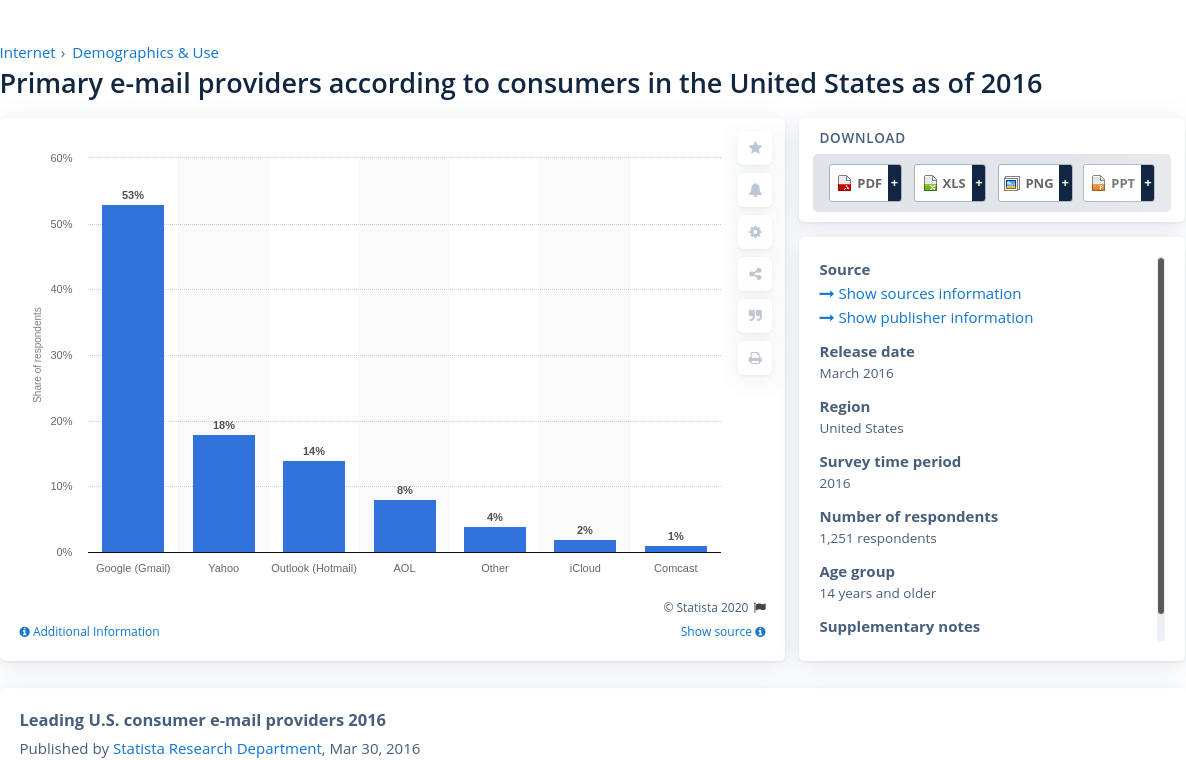 Internet › Demographics & Use
Primary e-mail providers according to consumers in the United States as of 2016
60%
50%
40%
30%
20%
10%
0%
Share of respondents
53%
18%
14%
8%
4%
2%
1%
Google (Gmail)
Yahoo
Outlook (Hotmail)
AOL
Other
iCloud
Comcast
© Statista 2020
Additional Information
Show source
DOWNLOAD
PDF +
XLS +
PNG +
PPT +
Source
Show sources information
Show publisher information
Release date
March 2016
Region
United States
Survey time period
2016
Number of respondents
1,251 respondents
Age group
14 years and older
Supplementary notes
Leading U.S. consumer e-mail providers 2016
Published by Statista Research Department, Mar 30, 2016